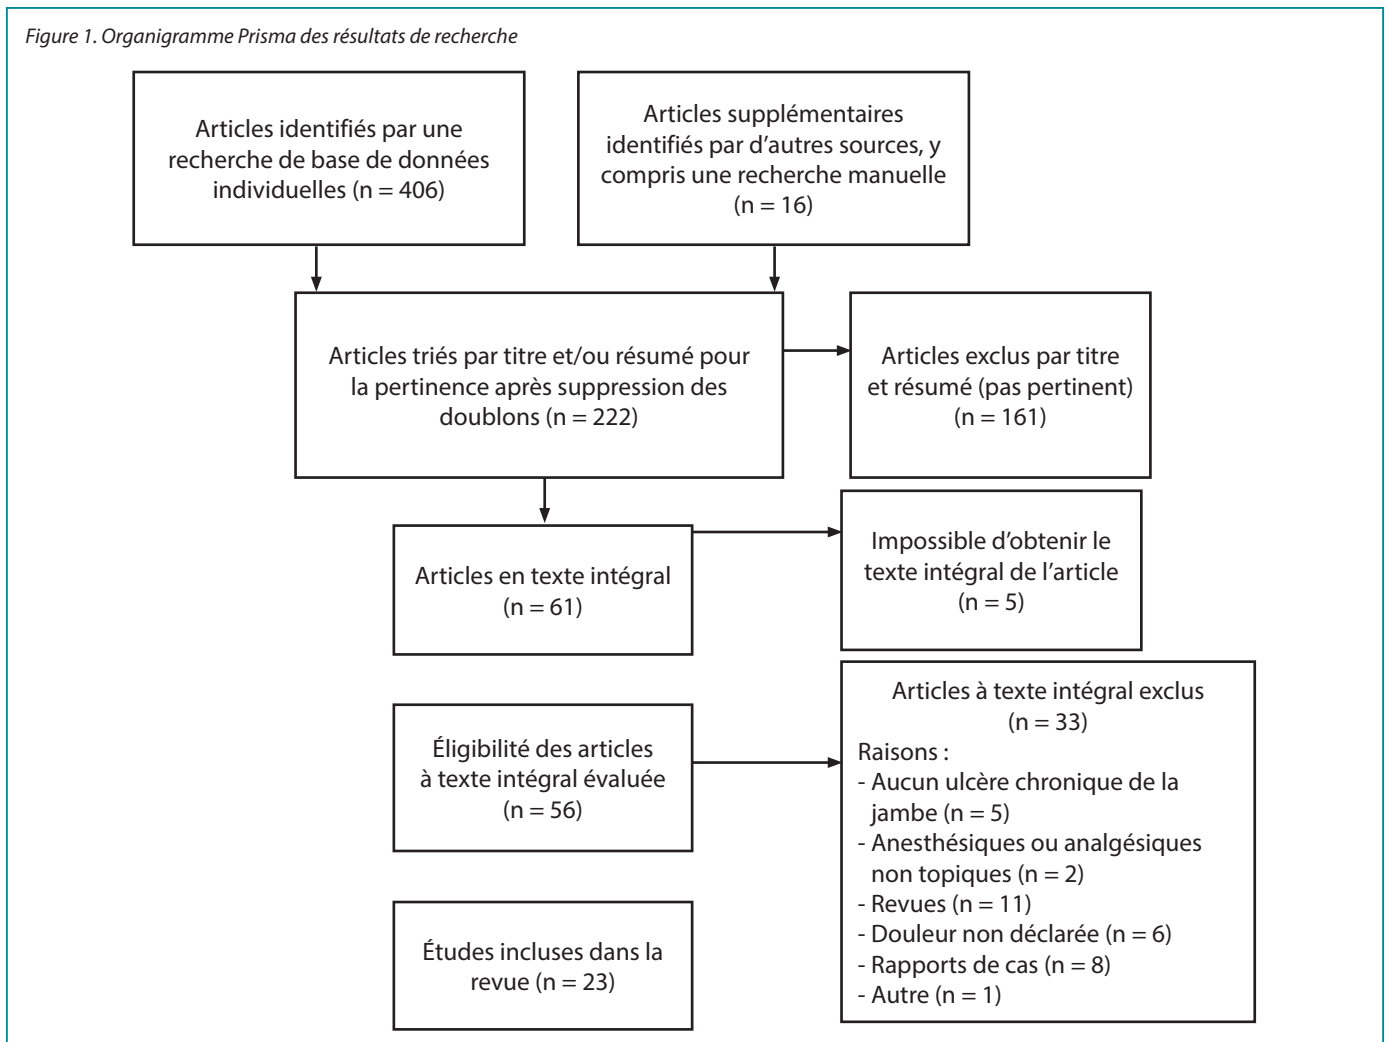 Figure 1. Organigramme Prisma des résultats de recherche
Articles identifiés par une
recherche de base de données
individuelles (n = 406)
Articles supplémentaires
identifiés par d'autres sources, y
compris une recherche manuelle
(n = 16)
Articles triés par titre et/ou résumé pour
la pertinence après suppression des
doublons (n = 222)
Articles exclus par titre
et résumé (pas pertinent)
(n = 161)
Articles en texte intégral
(n = 61)
Impossible d'obtenir le
texte intégral de l'article
(n = 5)
Éligibilité des articles
à texte intégral évaluée
(n = 56)
Articles à texte intégral exclus
(n = 33)
Raisons :
- Aucun ulcère chronique de la
jambe (n = 5)
- Anesthésiques ou analgésiques
non topiques (n = 2)
- Revues (n = 11)
- Douleur non déclarée (n = 6)
- Rapports de cas (n = 8)
- Autre (n = 1)
Études incluses dans la
revue (n = 23)